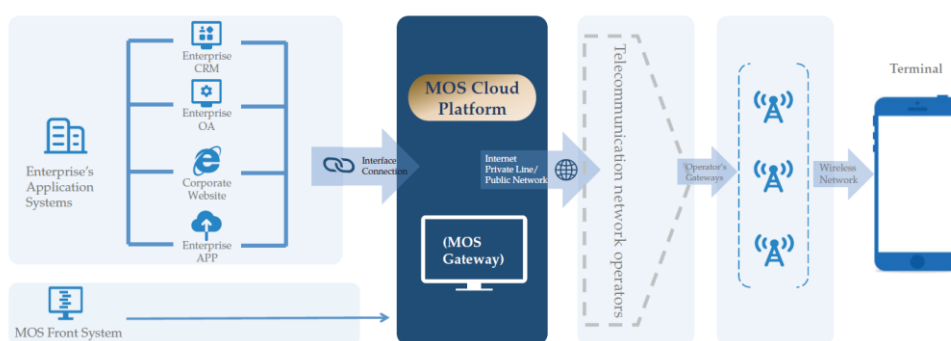 Enterprise
CRM
Enterprise
OA
Enterprise's
Application
Systems
Corporate
Website
Enterprise
APP
MOS Front System
Interface
Connection
MOS Cloud
Platform
Internet
Private Line/
Public Network
(MOS
Gateway)
Telecommunication network operators
Operator's
Gateways
Wireless
Network
Terminal